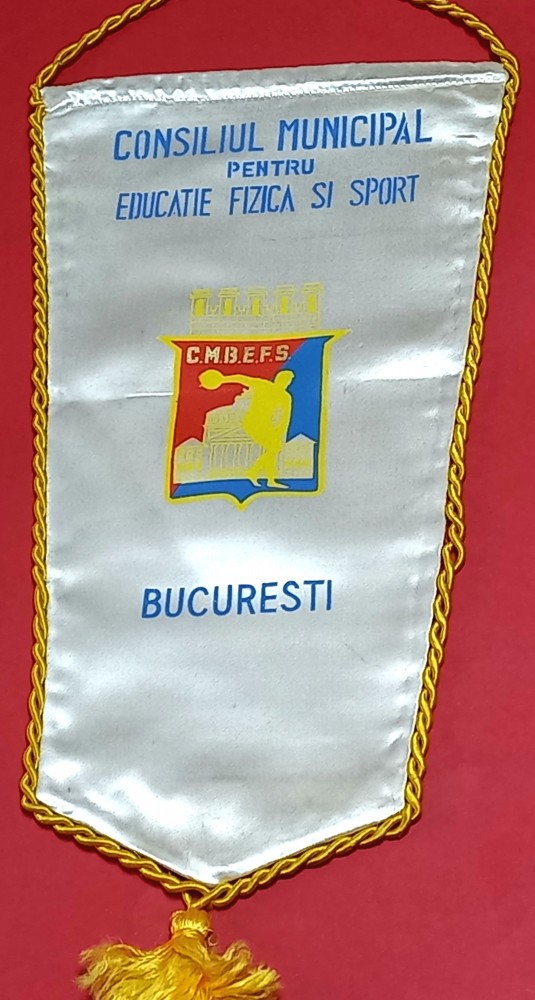 CONSILIUL MUNICIPAL
PENTRU
EDUCATIE FIZICA SI SPORT
C.M.B.E.F.S.
BUCURESTI